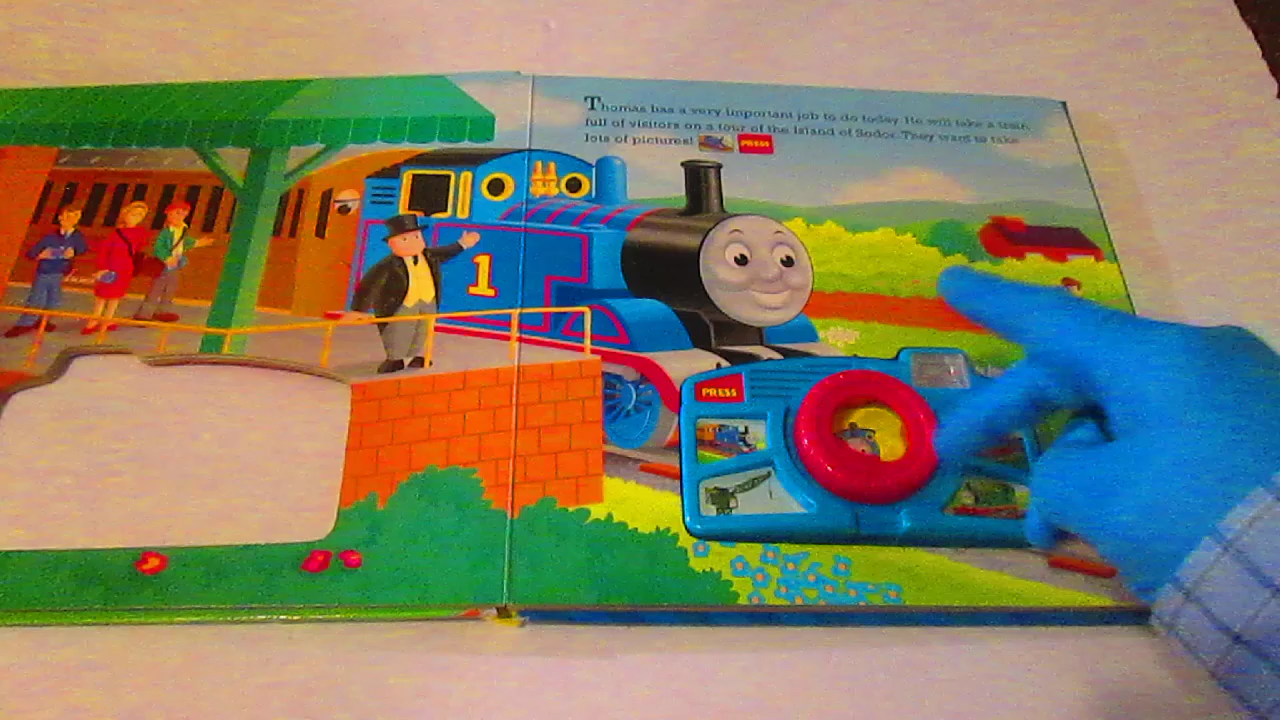 Thomas has a very important job to do today. He will take a train
full of visitors on a tour of the Island of Sodor. They want to take
lots of pictures! PRESS
1
PRESS